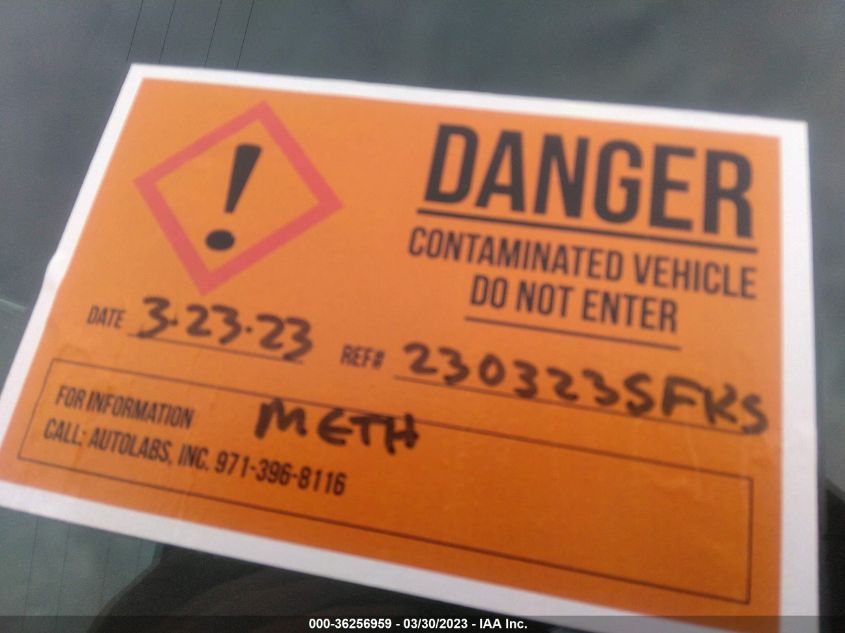 !
DANGER
CONTAMINATED VEHICLE
DO NOT ENTER
DATE 3.23.23
REF# 230323SFKS
FOR INFORMATION METH
CALL: AUTOLABS, INC. 971-396-8116
000-36256959 - 03/30/2023 - IAA Inc.